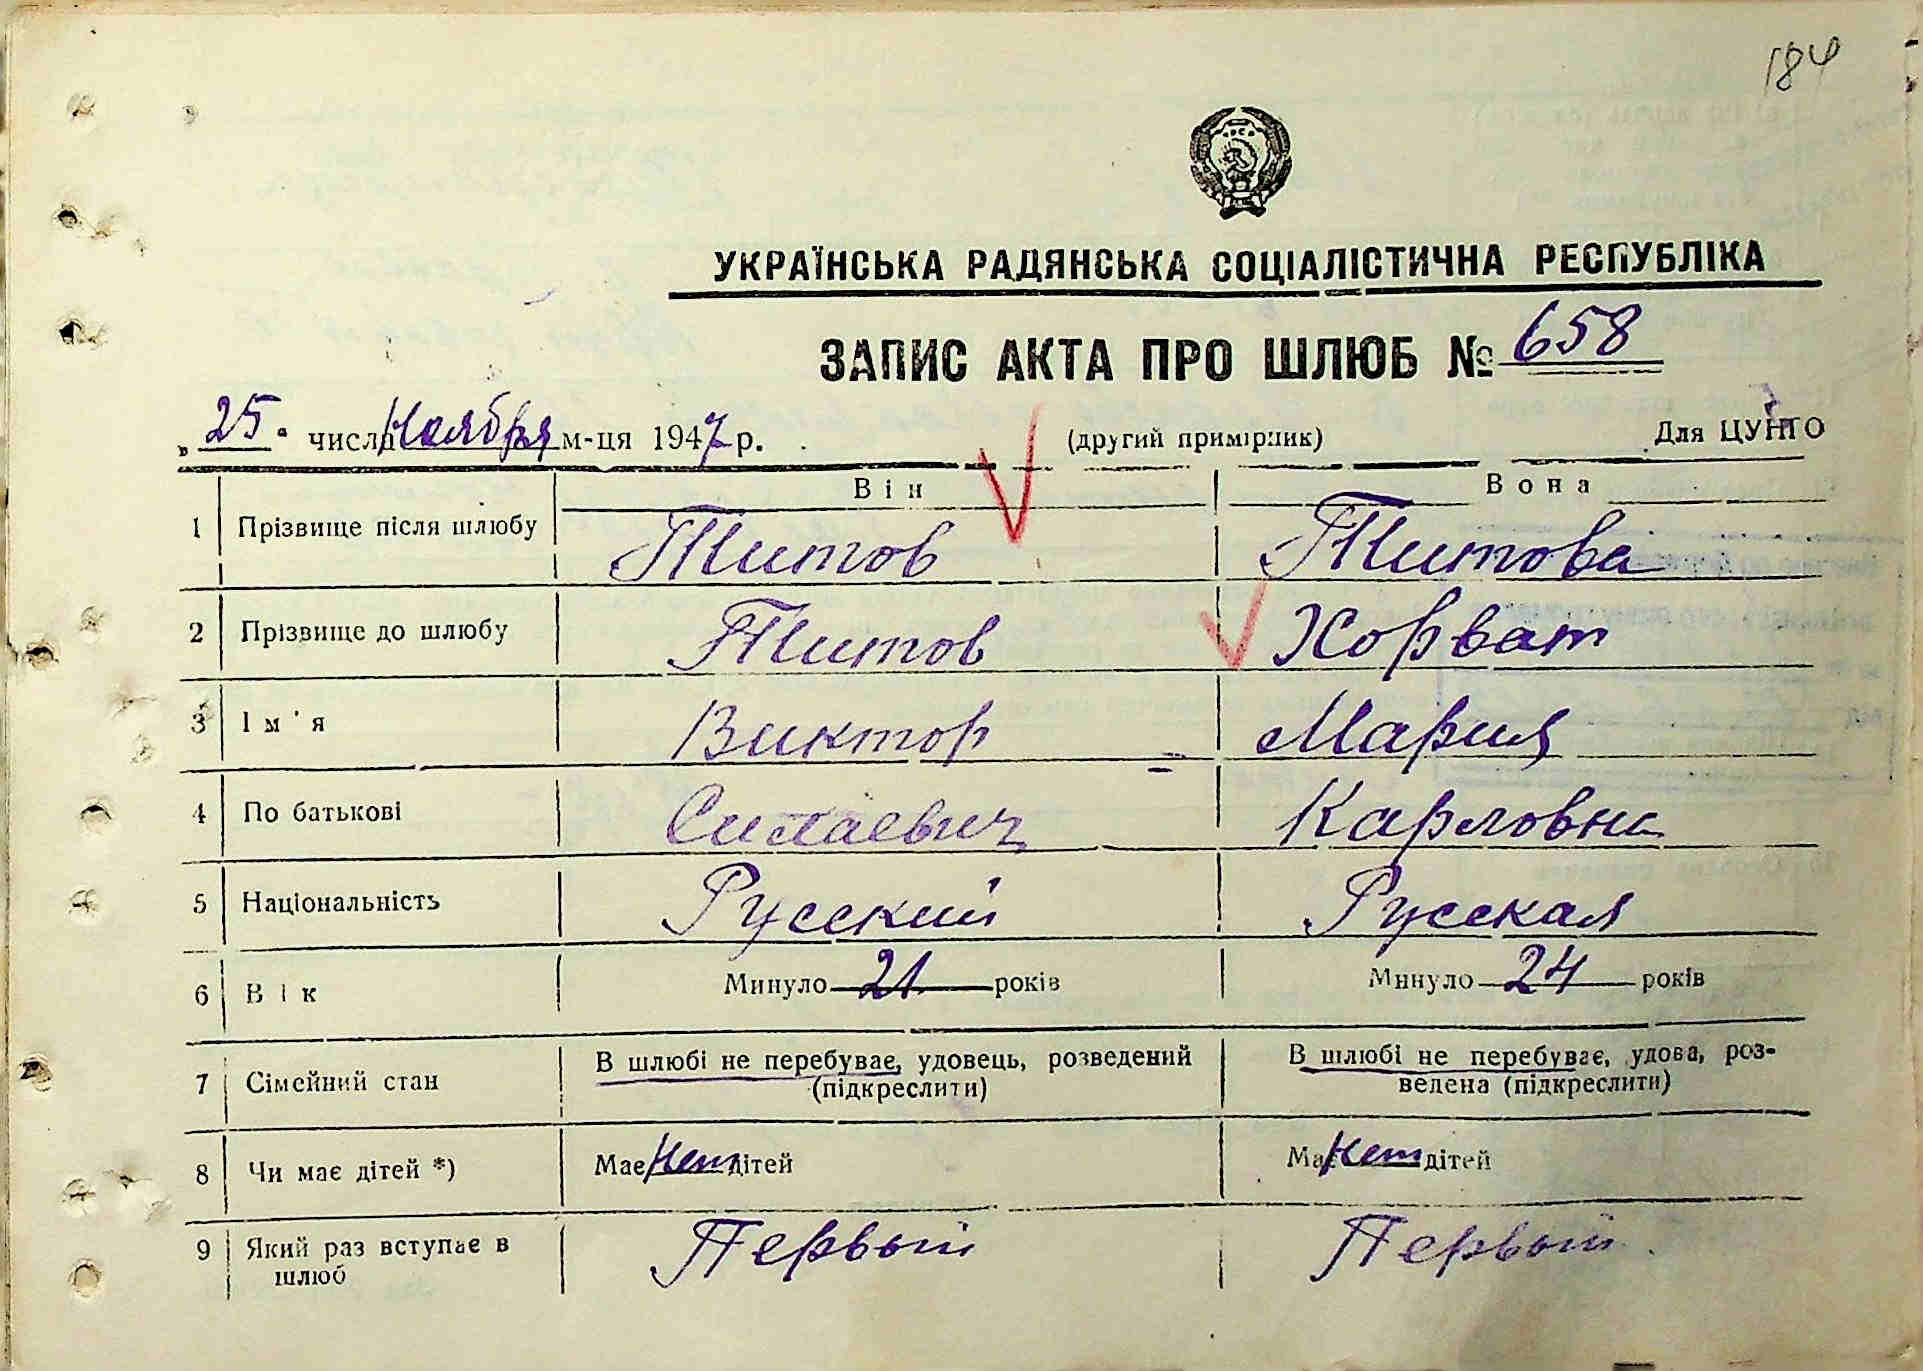 184
УКРАЇНСЬКА РАДЯНСЬКА СОЦІАЛІСТИЧНА РЕСПУБЛІКА
ЗАПИС АКТА ПРО ШЛЮБ № 658
„ 25 " числа Ноября м-ця 1947 р. (другий примірник) Для ЦУНГО
Він Вона
1 Прізвище після шлюбу Титов Титова
2 Прізвище до шлюбу Титов Хорват
3 Ім'я Виктор Мария
4 По батькові Силаевич Карловна
5 Національність Русский Русская
6 Вік Минуло 21 років Минуло 24 років
7 Сімейний стан В шлюбі не перебуває, удовець, розведений (підкреслити) В шлюбі не перебуває, удова, роз-
ведена (підкреслити)
8 Чи має дітей *) Має Нет дітей Має Нет дітей
9 Який раз вступає в Первый Первый
шлюб